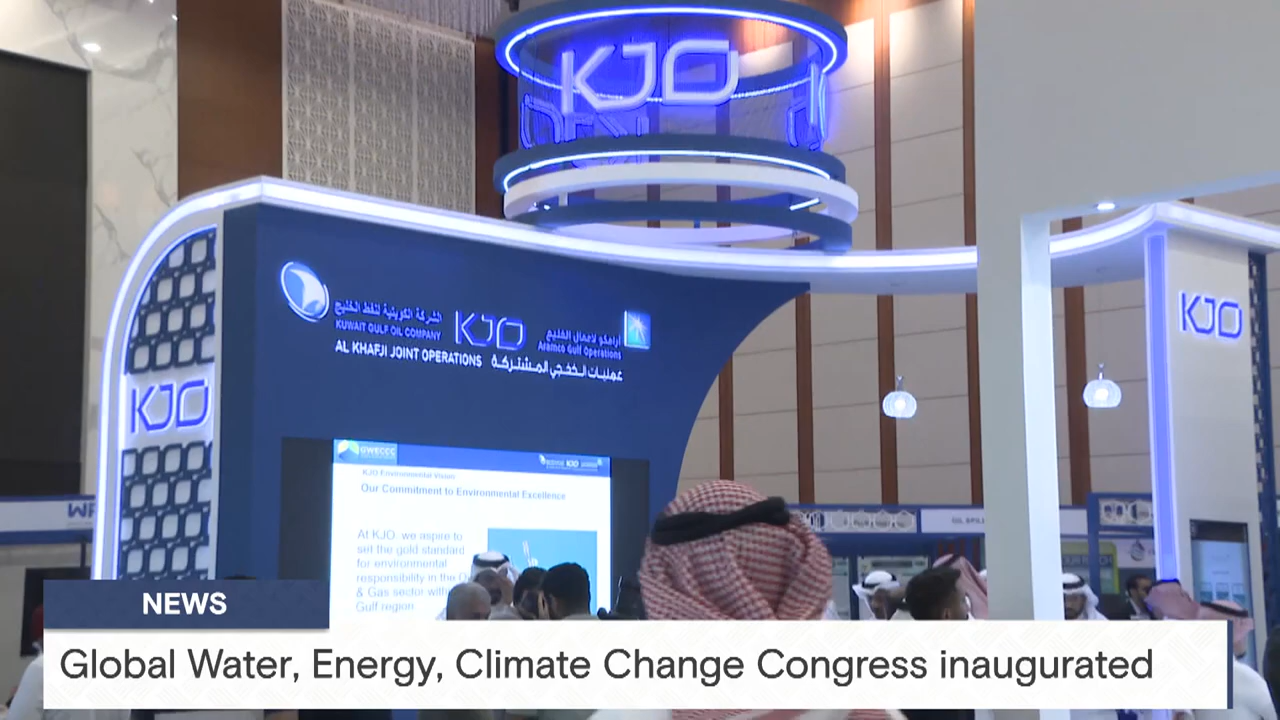 KJO
الشركة الكويتية لنفط الخليج
KUWAIT GULF OIL COMPANY
KJO
أرامكو لأعمال الخليج
Aramco Gulf Operations
AL KHAFJI JOINT OPERATIONS
عمليات الخفجي المشتركة
KJO
KJO
GWECCC
KJO Environmental Vision
Our Commitment to Environmental Excellence
At KJO we aspire to
set the gold standard
for environmental
responsibility in the
& Gas sector
Gulf region
NEWS
Global Water, Energy, Climate Change Congress inaugurated